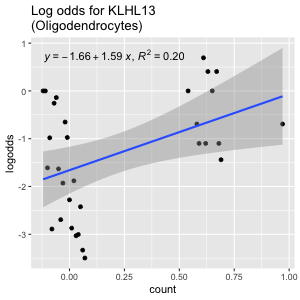 Log odds for KLHL13
(Oligodendrocytes)
y = −1.66 + 1.59 x, R² = 0.20
1
0
-1
-2
-3
logodds
0.00 0.25 0.50 0.75 1.00
count